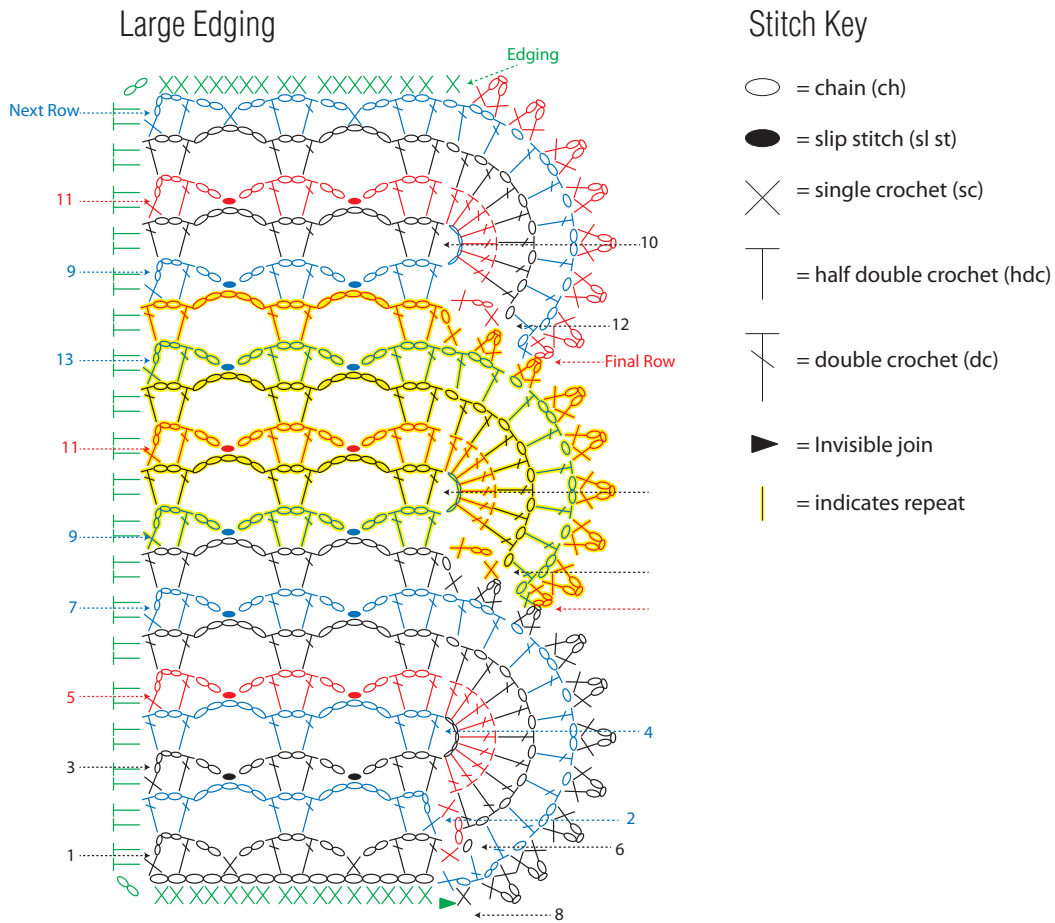 Large Edging
Stitch Key
Edging
Next Row
11
10
9
12
13
Final Row
11
9
7
5
4
3
2
1
6
8
= chain (ch)
= slip stitch (sl st)
= single crochet (sc)
= half double crochet (hdc)
= double crochet (dc)
= Invisible join
= indicates repeat